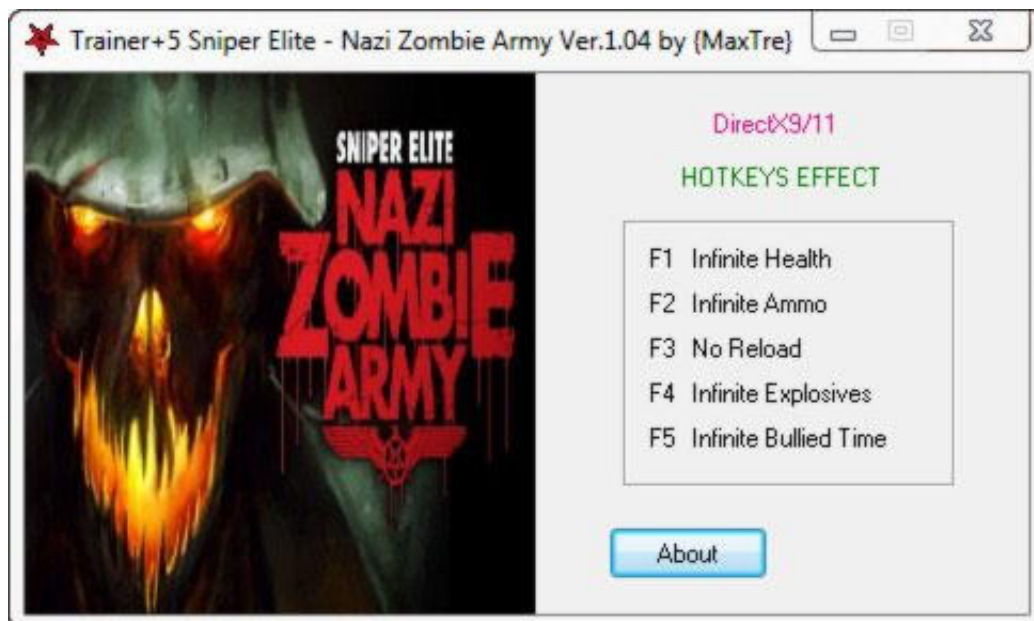 Trainer+5 Sniper Elite - Nazi Zombie Army Ver.1.04 by {MaxTre}
SNIPER ELITE
NAZI
ZOMBIE
ARMY
DirectX9/11
HOTKEYS EFFECT
F1 Infinite Health
F2 Infinite Ammo
F3 No Reload
F4 Infinite Explosives
F5 Infinite Bullied Time
About